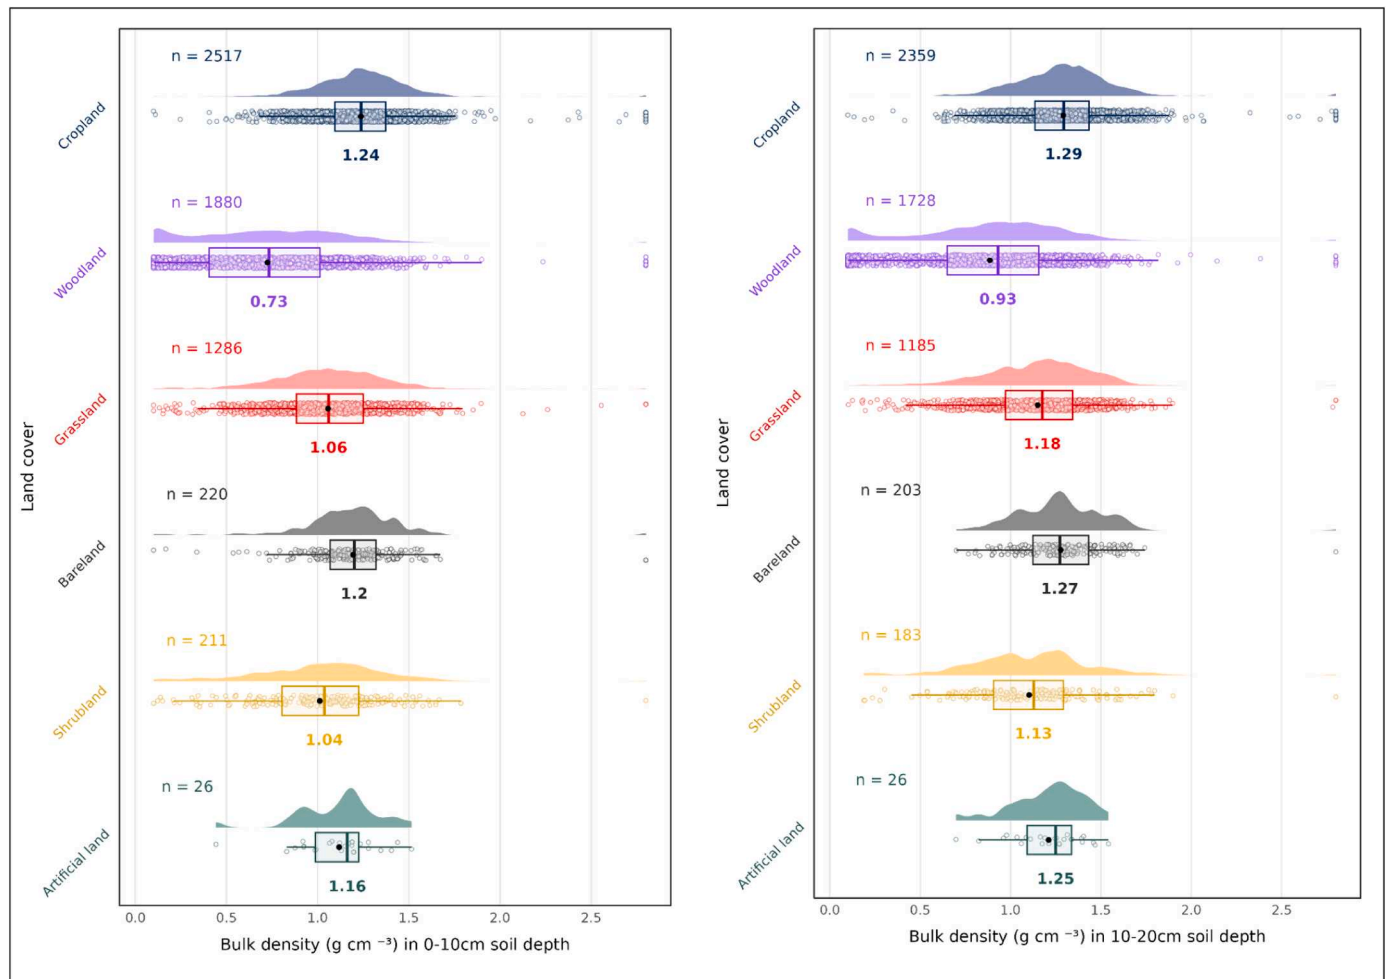 n = 2517
Cropland
1.24
n = 1880
Woodland
0.73
n = 1286
Grassland
1.06
Land cover
n = 220
Bareland
1.2
n = 211
Shrubland
1.04
n = 26
Artificial land
1.16
0.0 0.5 1.0 1.5 2.0 2.5
Bulk density (g cm ⁻³) in 0-10cm soil depth
n = 2359
Cropland
1.29
n = 1728
Woodland
0.93
n = 1185
Grassland
1.18
Land cover
n = 203
Bareland
1.27
n = 183
Shrubland
1.13
n = 26
Artificial land
1.25
0.0 0.5 1.0 1.5 2.0 2.5
Bulk density (g cm ⁻³) in 10-20cm soil depth